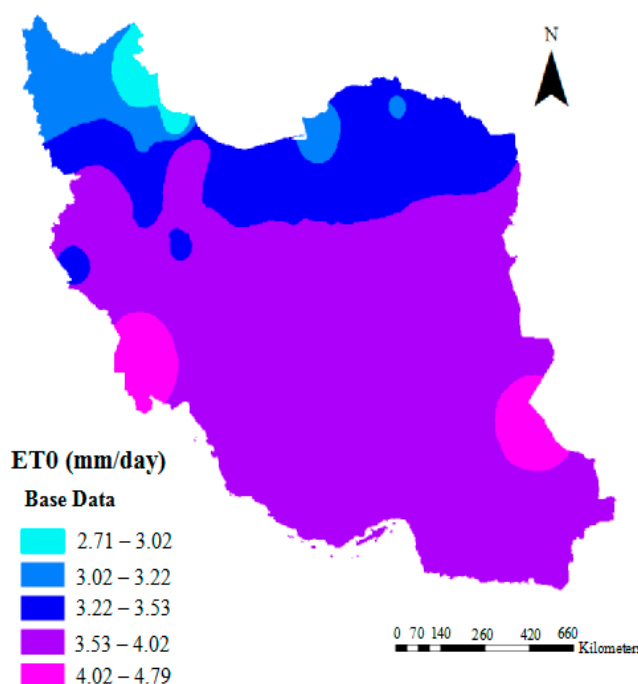 N
ET0 (mm/day)
Base Data
2.71 – 3.02
3.02 – 3.22
3.22 – 3.53
3.53 – 4.02
4.02 – 4.79
0 70 140 260 420 660
Kilometers